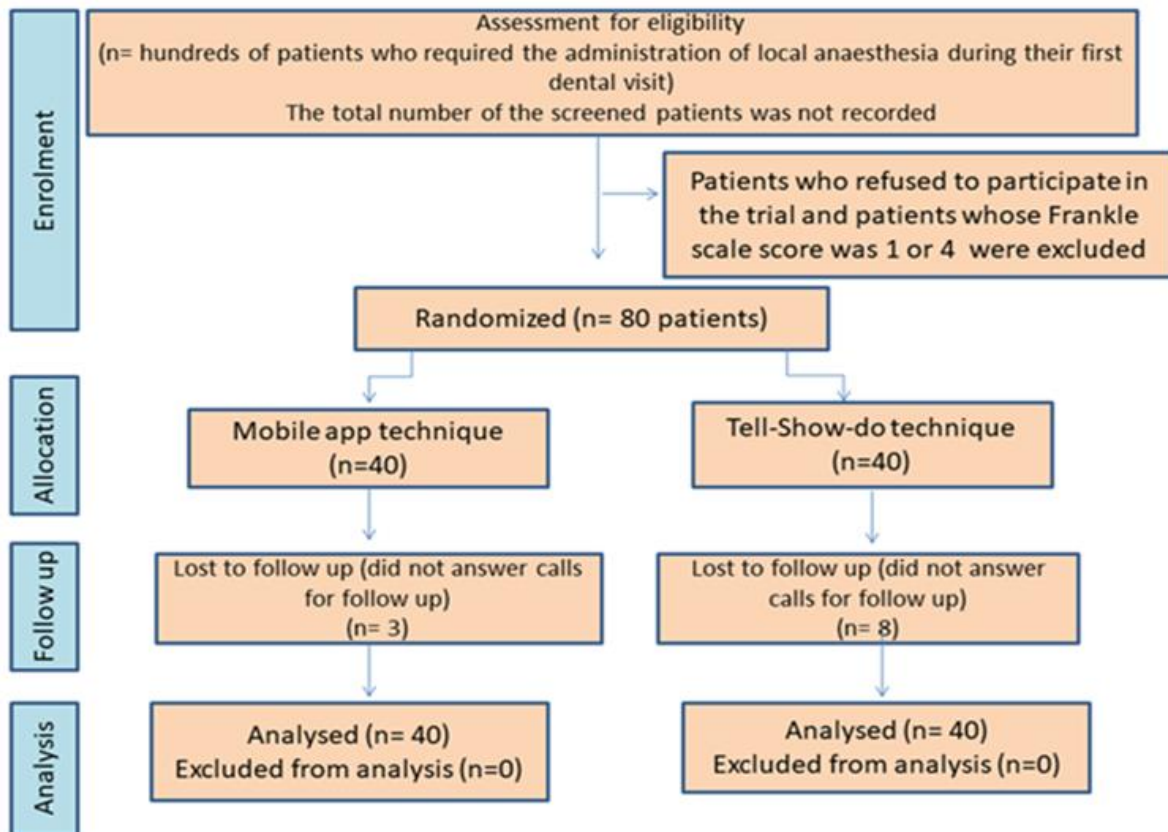 Enrolment
Assessment for eligibility
(n= hundreds of patients who required the administration of local anaesthesia during their first
dental visit)
The total number of the screened patients was not recorded
Patients who refused to participate in
the trial and patients whose Frankle
scale score was 1 or 4 were excluded
Randomized (n= 80 patients)
Allocation
Mobile app technique
(n=40)
Tell-Show-do technique
(n=40)
Follow up
Lost to follow up (did not answer calls
for follow up)
(n= 3)
Lost to follow up (did not answer
calls for follow up)
(n= 8)
Analysis
Analysed (n= 40)
Excluded from analysis (n=0)
Analysed (n= 40)
Excluded from analysis (n=0)